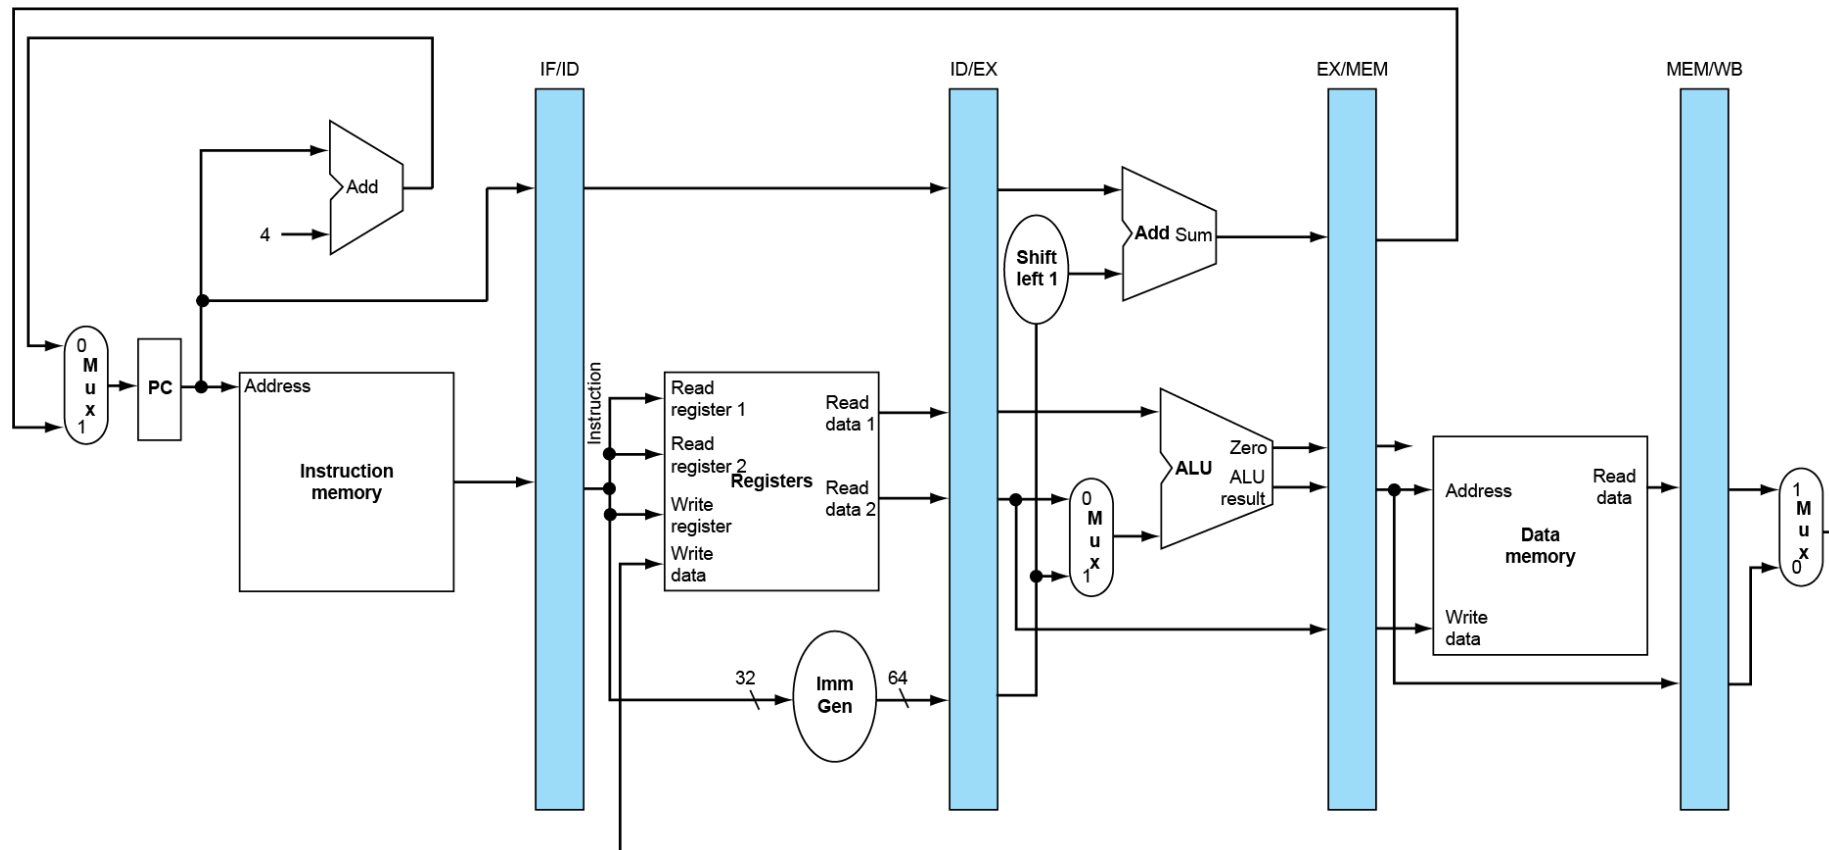 IF/ID
ID/EX
EX/MEM
MEM/WB
Add
4
Add Sum
Shift
left 1
0
M
u
x
1
PC
Address
Instruction
memory
Instruction
Read
register 1
Read
register 2
Write
register
Write
data
Registers
Read
data 1
Read
data 2
0
M
u
x
1
Zero
ALU
ALU
result
Address
Read
data
Data
memory
Write
data
1
M
u
x
0
32
Imm
Gen
64